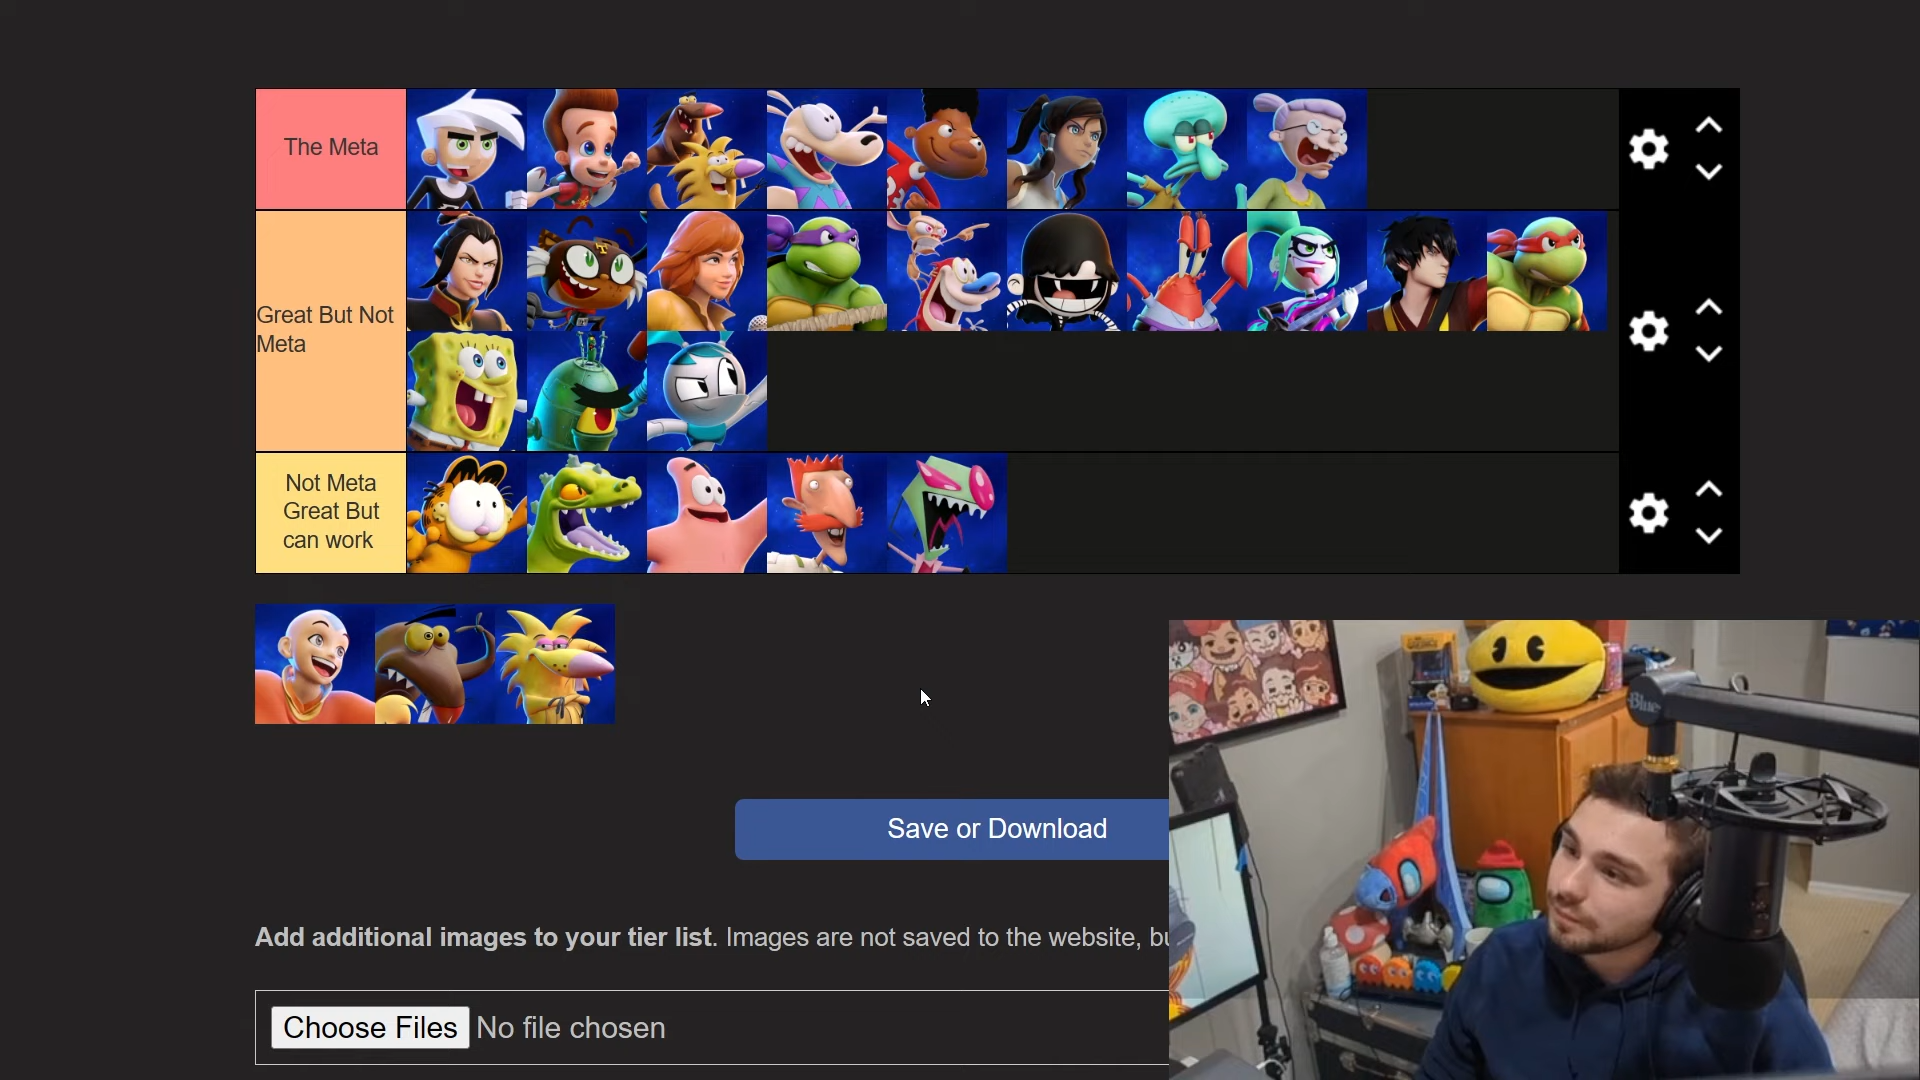 The Meta
Great But Not
Meta
Not Meta
Great But
can work
Save or Download
Add additional images to your tier list. Images are not saved to the website, bu
Choose Files No file chosen
Blue